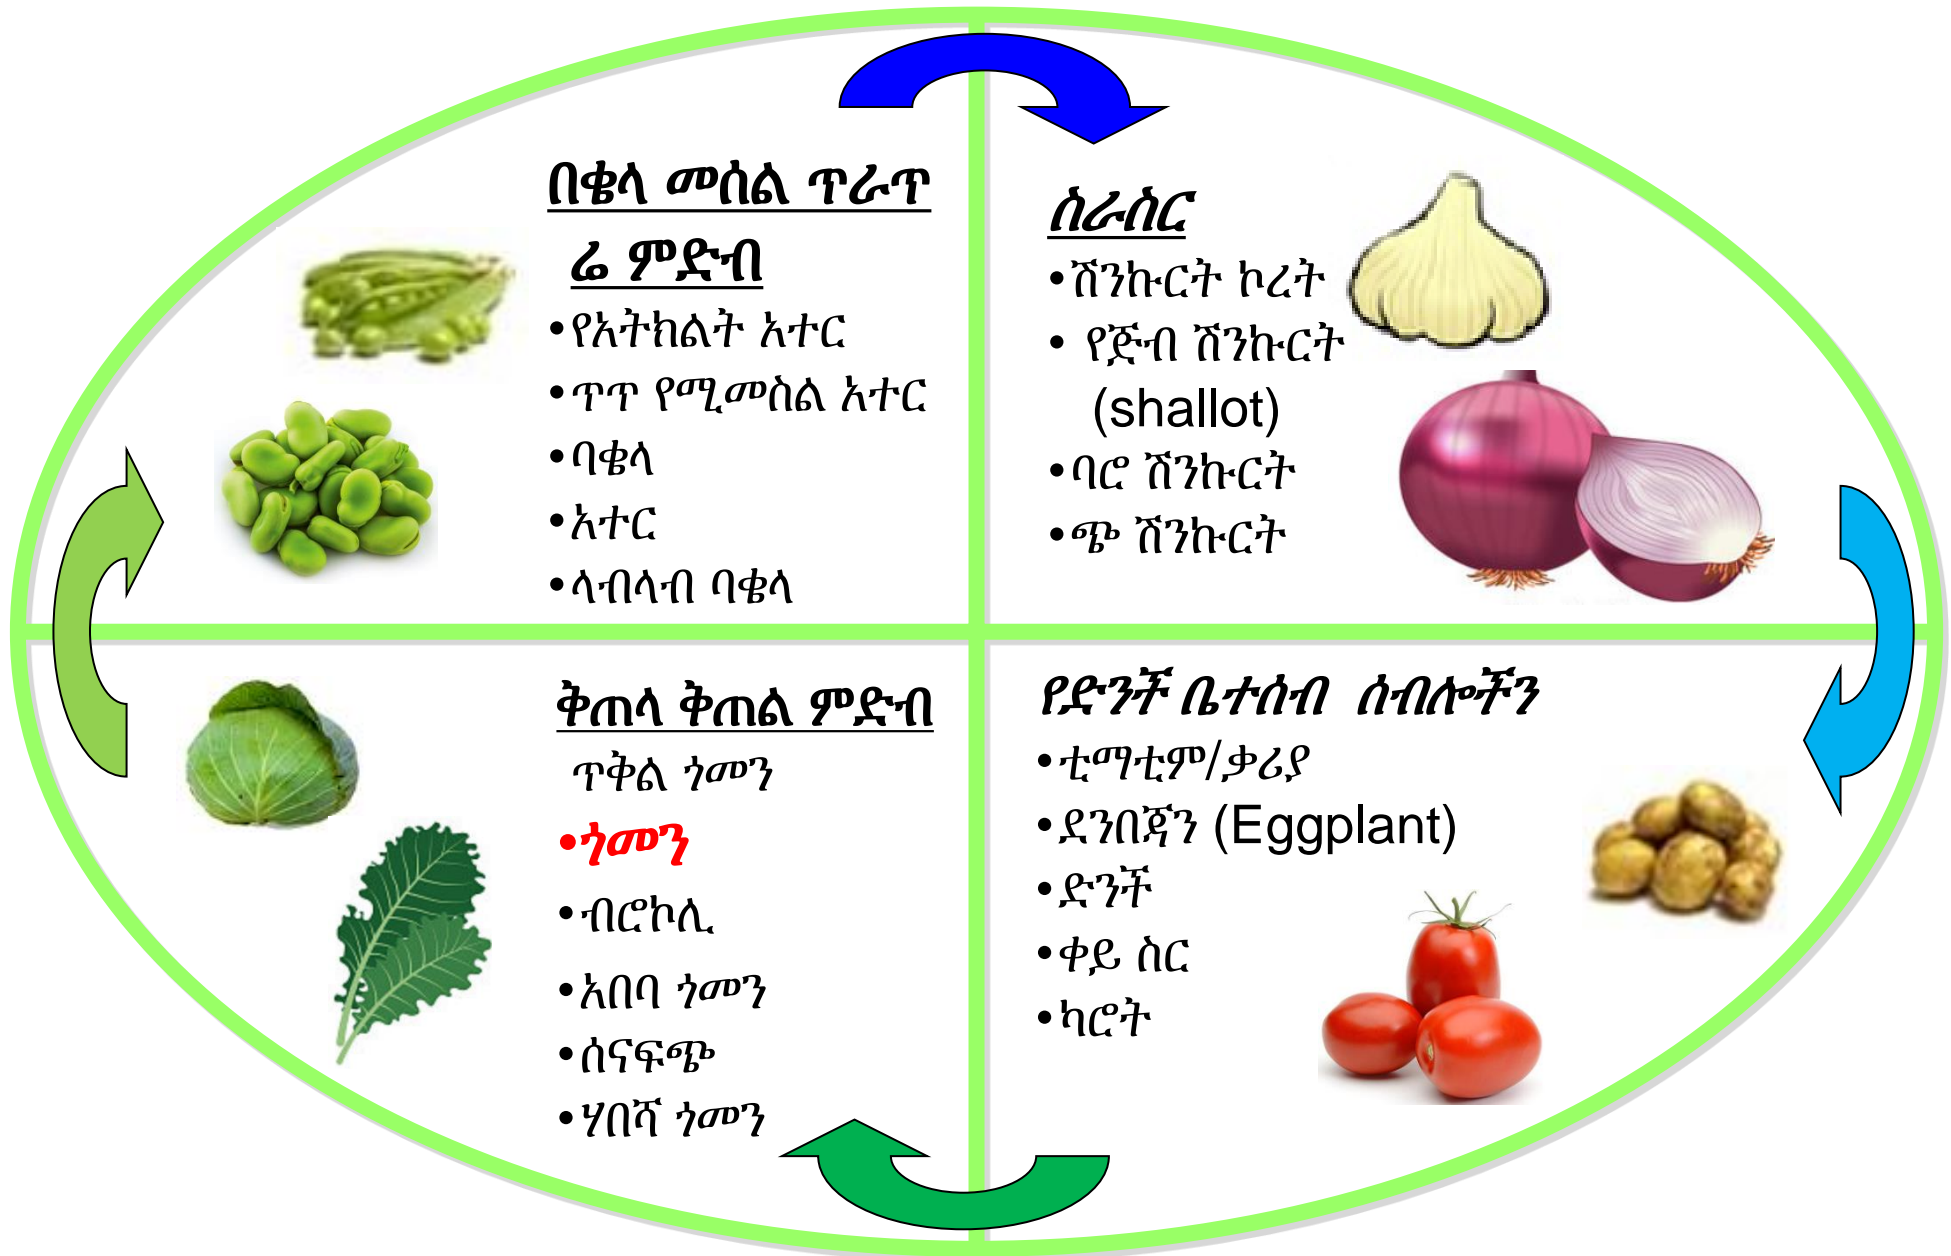 በቄላ መሰል ጥራጥ
ሬ ምድብ
•የአትክልት አተር
•ጥጥ የሚመስል አተር
•ባቄላ
•አተር
•ላብላብ ባቄላ
ስራስር
•ሽንኩርት ኮረት
• የጅብ ሽንኩርት
(shallot)
•ባሮ ሽንኩርት
•ጭ ሽንኩርት
ቅጠላ ቅጠል ምድብ
ጥቅል ጎመን
•ጎመን
•ብሮኮሊ
•አበባ ጎመን
•ሰናፍጭ
•ሃበሻ ጎመን
የድንች ቤተሰብ ሰብሎችን
•ቲማቲም/ቃሪያ
•ደንበጃን (Eggplant)
•ድንች
•ቀይ ስር
•ካሮት